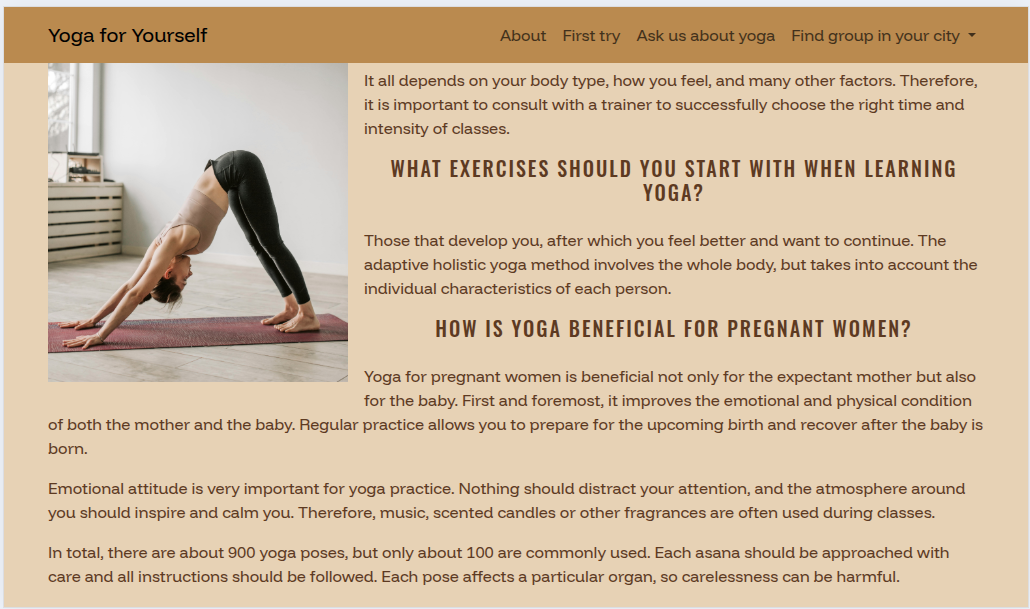 Yoga for Yourself
About First try Ask us about yoga Find group in your city
It all depends on your body type, how you feel, and many other factors. Therefore,
it is important to consult with a trainer to successfully choose the right time and
intensity of classes.
WHAT EXERCISES SHOULD YOU START WITH WHEN LEARNING
YOGA?
Those that develop you, after which you feel better and want to continue. The
adaptive holistic yoga method involves the whole body, but takes into account the
individual characteristics of each person.
HOW IS YOGA BENEFICIAL FOR PREGNANT WOMEN?
Yoga for pregnant women is beneficial not only for the expectant mother but also
for the baby. First and foremost, it improves the emotional and physical condition
of both the mother and the baby. Regular practice allows you to prepare for the upcoming birth and recover after the baby is
born.
Emotional attitude is very important for yoga practice. Nothing should distract your attention, and the atmosphere around
you should inspire and calm you. Therefore, music, scented candles or other fragrances are often used during classes.
In total, there are about 900 yoga poses, but only about 100 are commonly used. Each asana should be approached with
care and all instructions should be followed. Each pose affects a particular organ, so carelessness can be harmful.